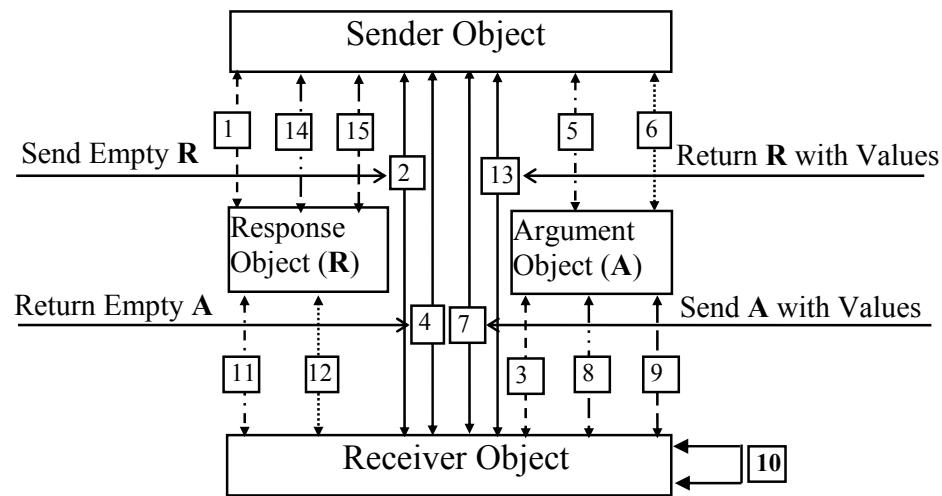 Sender Object
1
14
15
5
6
Send Empty R
2
13
Return R with Values
Response
Object (R)
Argument
Object (A)
Return Empty A
4
7
Send A with Values
11
12
3
8
9
Receiver Object
10